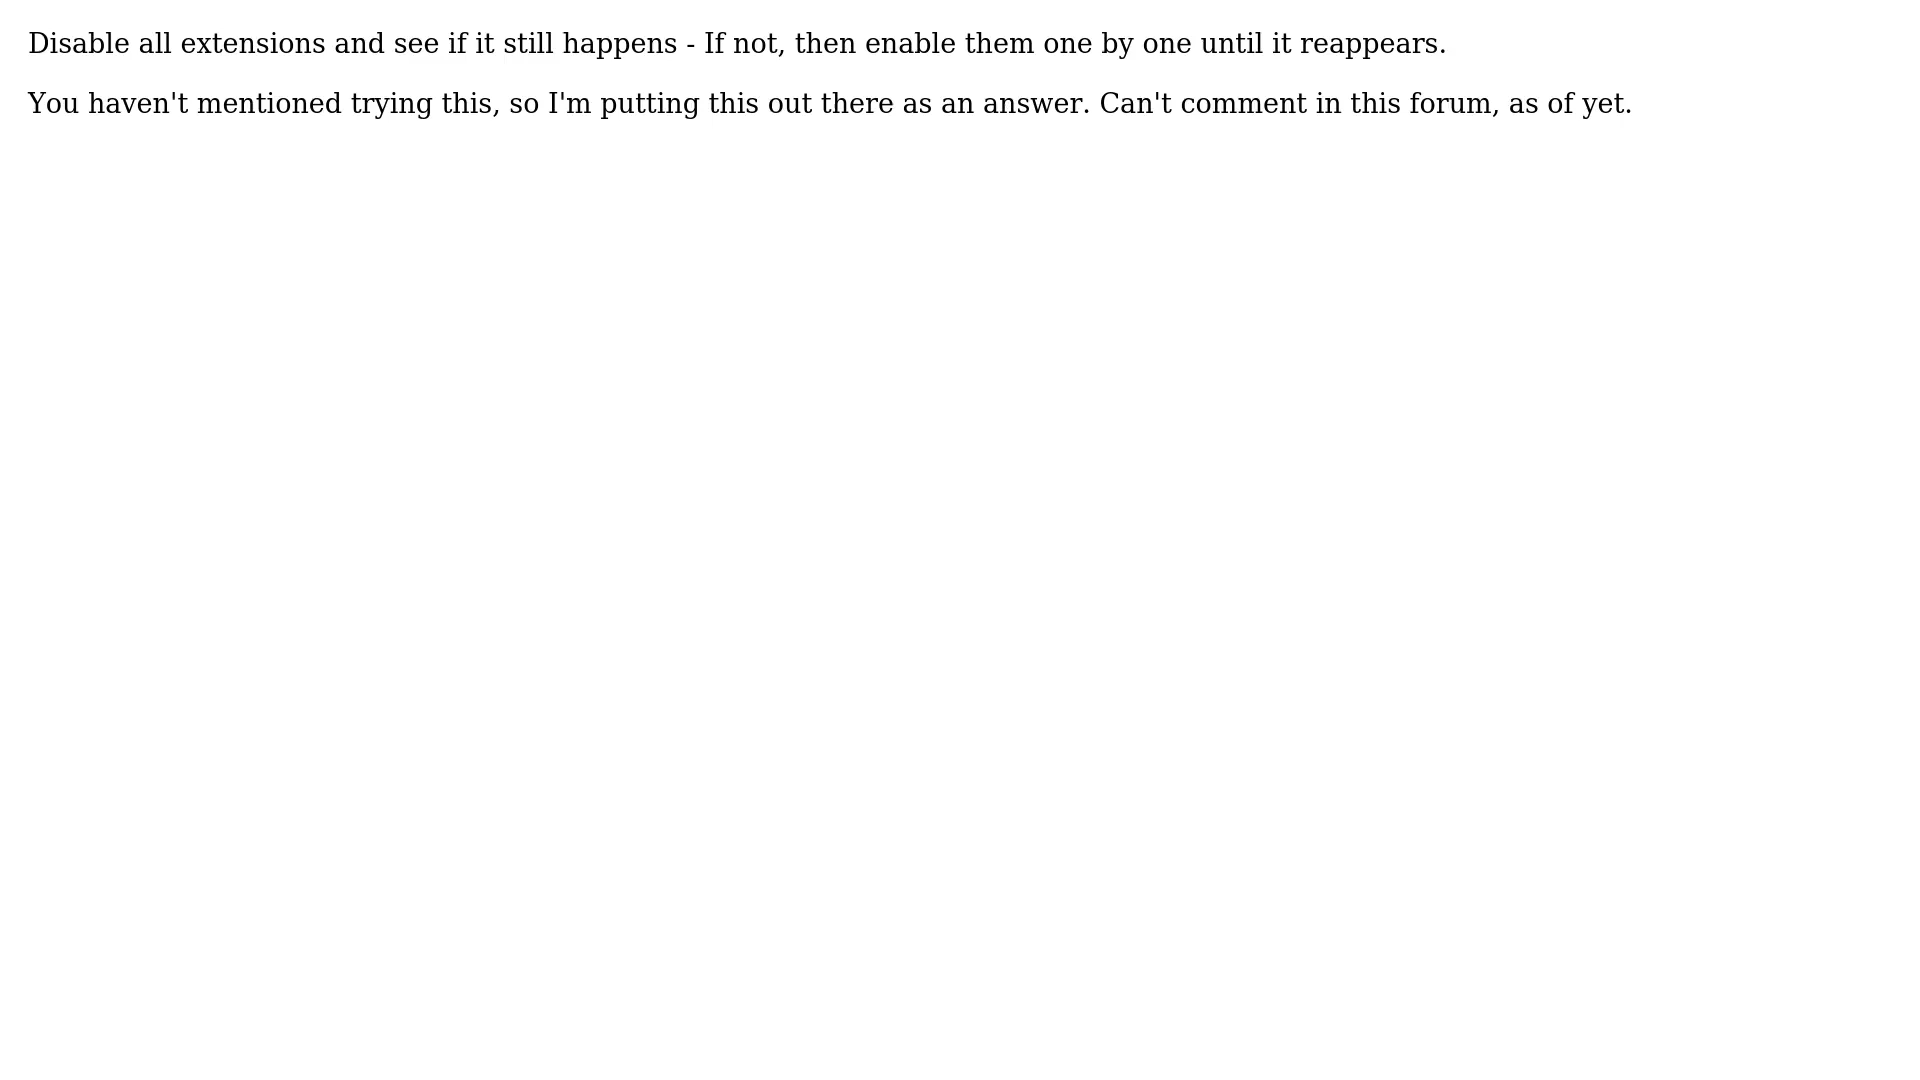 Disable all extensions and see if it still happens - If not, then enable them one by one until it reappears.
You haven't mentioned trying this, so I'm putting this out there as an answer. Can't comment in this forum, as of yet.